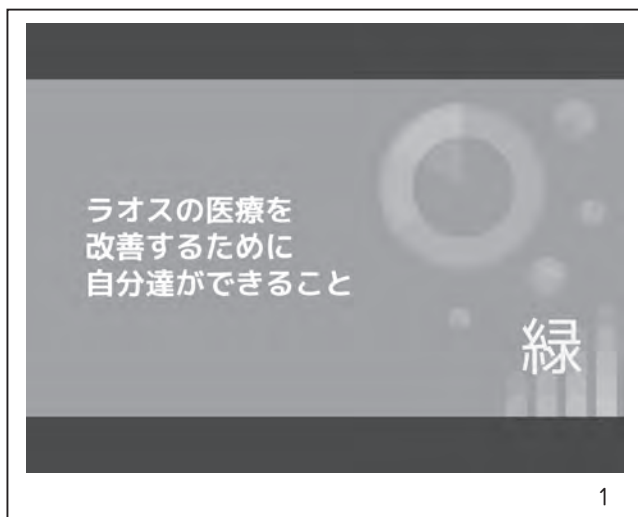 ラオスの医療を
改善するために
自分達ができること
緑
1